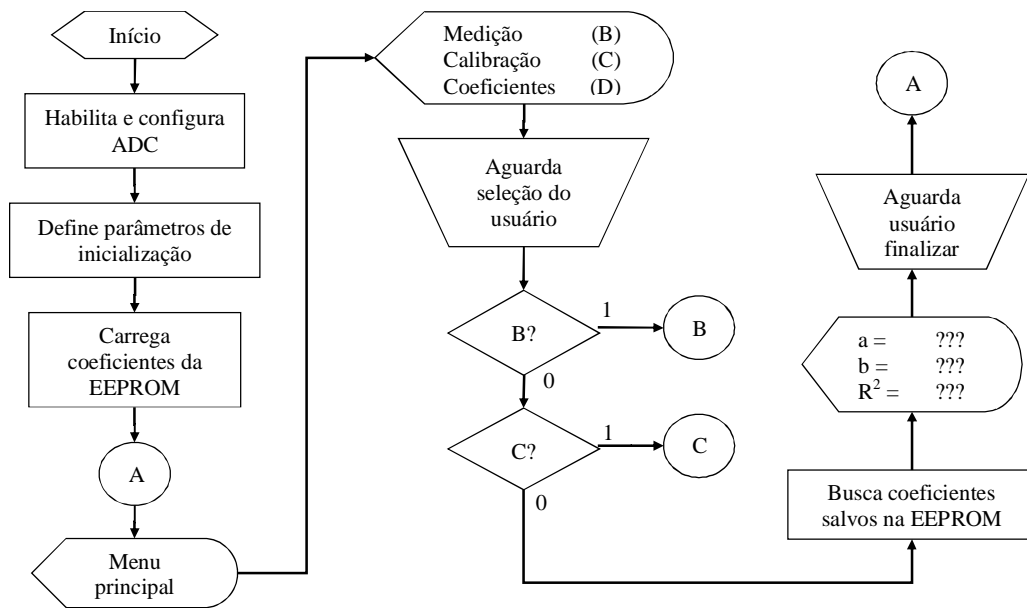 Início
Habilita e configura
ADC
Define parâmetros de
inicialização
Carrega
coeficientes da
EEPROM
A
Menu
principal
Medição (B)
Calibração (C)
Coeficientes (D)
Aguarda
seleção do
usuário
B?
1
B
0
C?
1
C
0
A
Aguarda
usuário
finalizar
a = ???
b = ???
R² = ???
Busca coeficientes
salvos na EEPROM